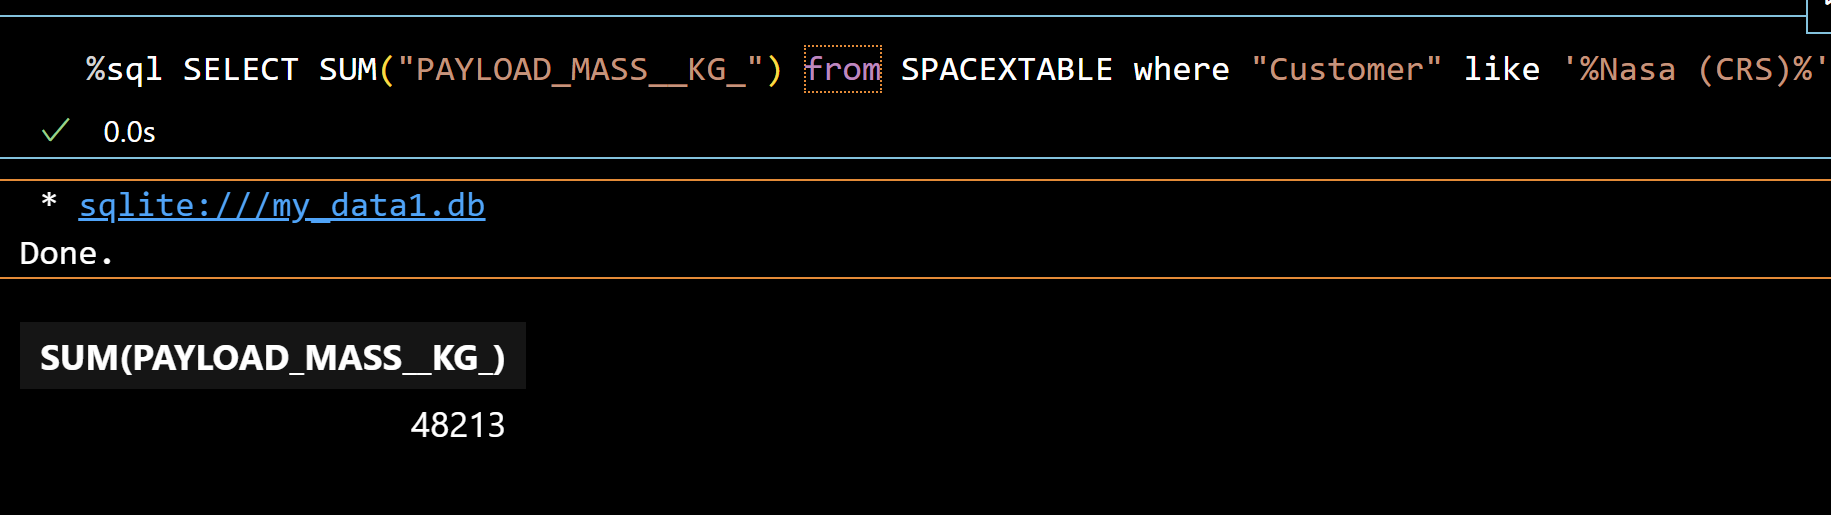 %sql SELECT SUM("PAYLOAD_MASS__KG_") from SPACEXTABLE where "Customer" like '%Nasa (CRS)%'
0.0s
* sqlite:///my_data1.db
Done.
SUM(PAYLOAD_MASS__KG_)
48213